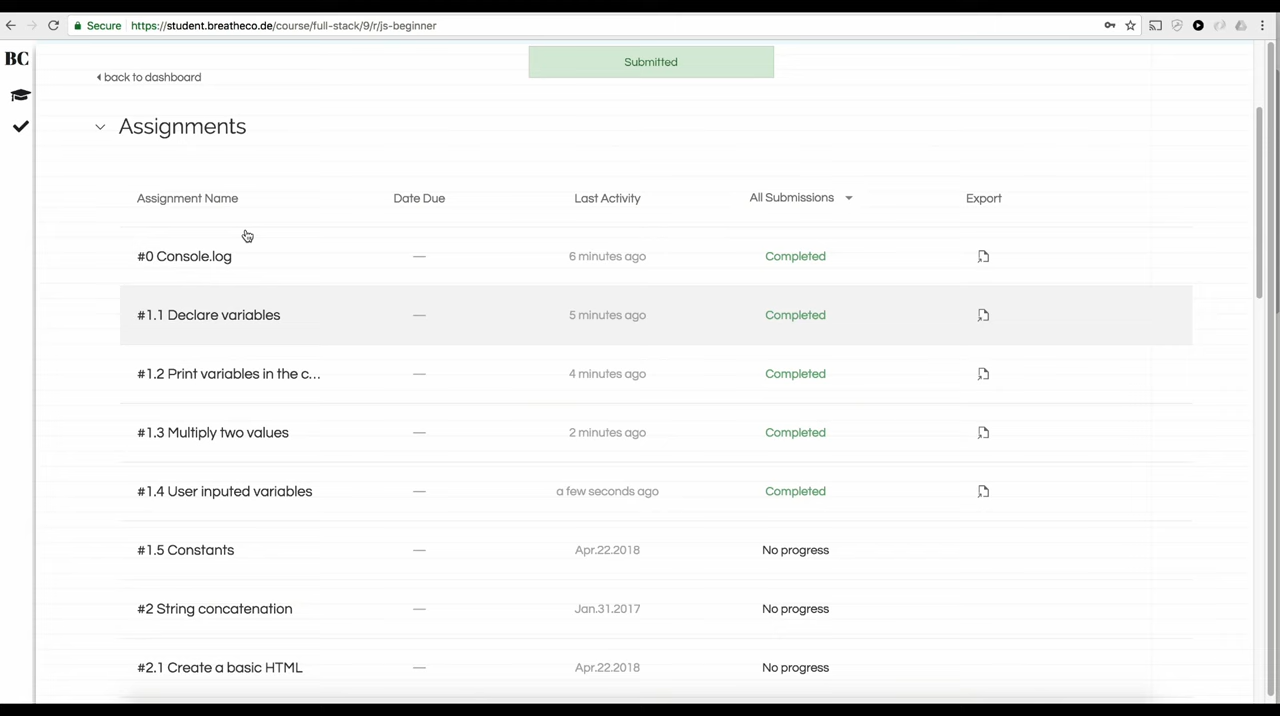 Secure https://student.breatheco.de/course/full-stack/9/r/js-beginner
BC
Submitted
back to dashboard
Assignments
Assignment Name Date Due Last Activity All Submissions Export
#0 Console.log — 6 minutes ago Completed
#1.1 Declare variables — 5 minutes ago Completed
#1.2 Print variables in the c... — 4 minutes ago Completed
#1.3 Multiply two values — 2 minutes ago Completed
#1.4 User inputed variables — a few seconds ago Completed
#1.5 Constants — Apr.22.2018 No progress
#2 String concatenation — Jan.31.2017 No progress
#2.1 Create a basic HTML — Apr.22.2018 No progress